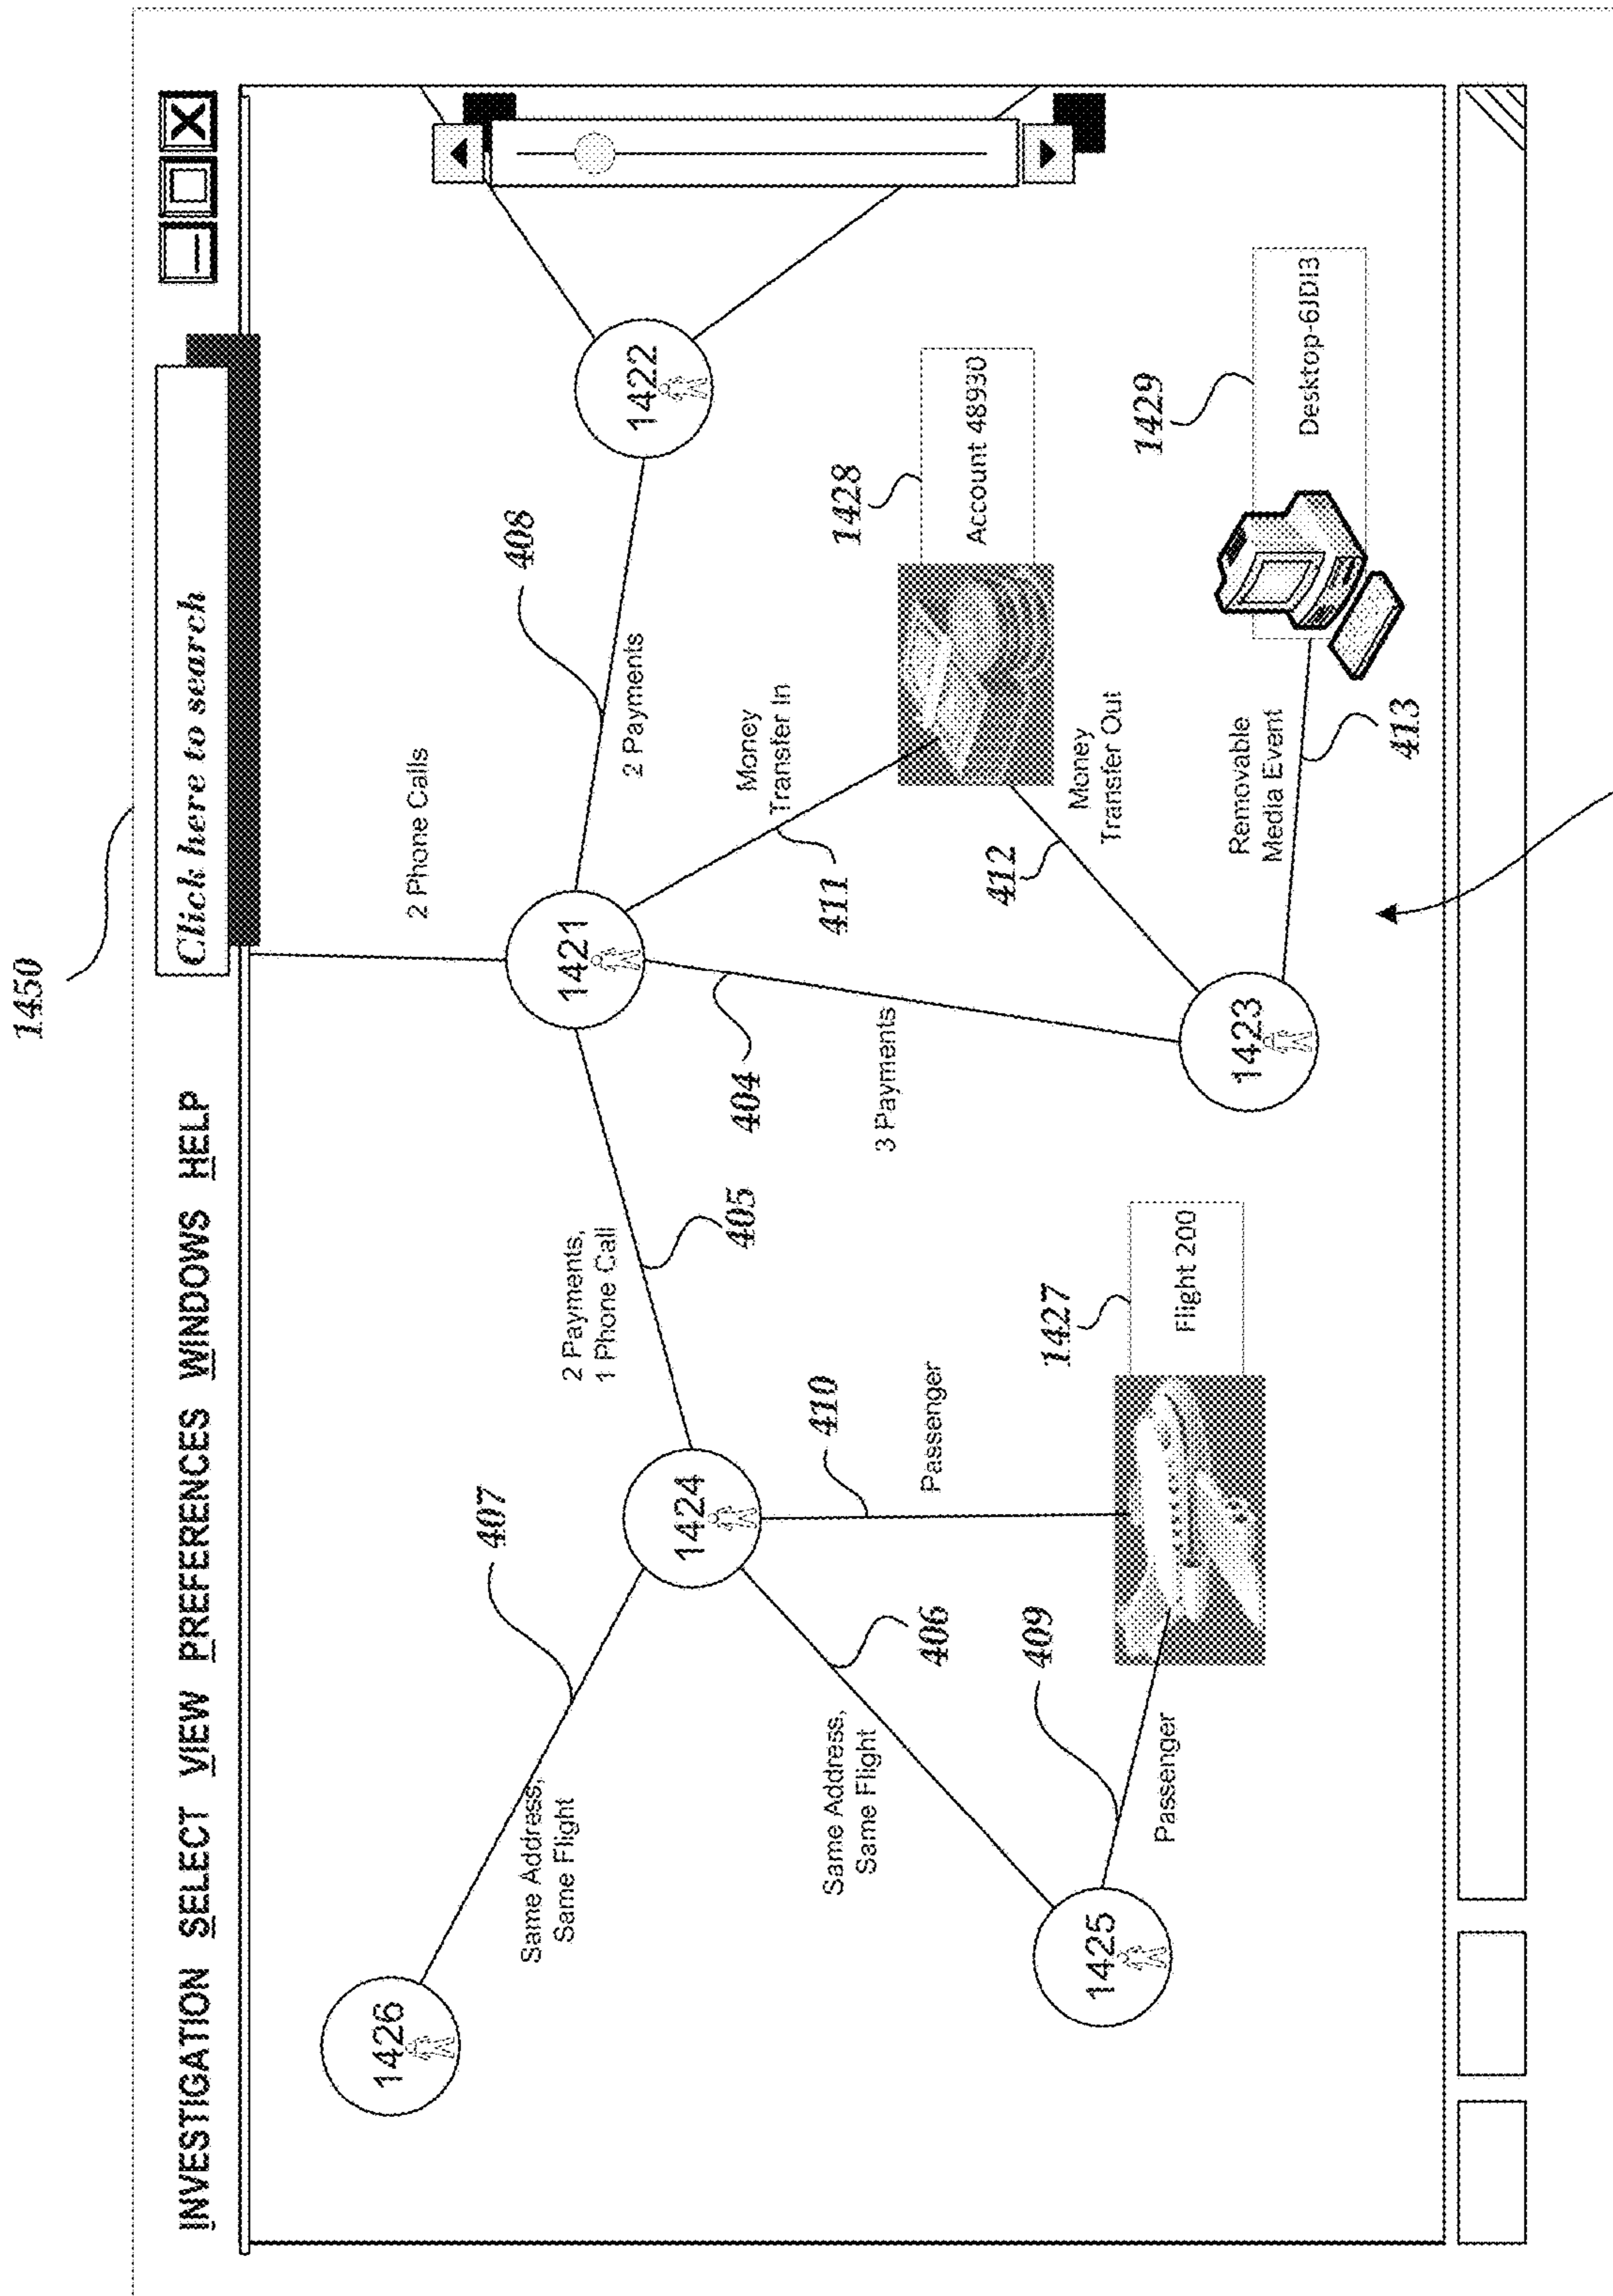 1450
INVESTIGATION SELECT VIEW PREFERENCES WINDOWS HELP
Click here to search
2 Phone Calls
1426
407
Same Address,
Same Flight
1424
2 Payments,
1 Phone Call
405
1421
408
2 Payments
1422
Same Address,
Same Flight
406
410
Passenger
404
3 Payments
411
Money
Transfer In
1428
Account 48930
409
Passenger
1425
1427
Flight 200
412
Money
Transfer Out
1423
Removable
Media Event
413
1429
Desktop-6JDI3